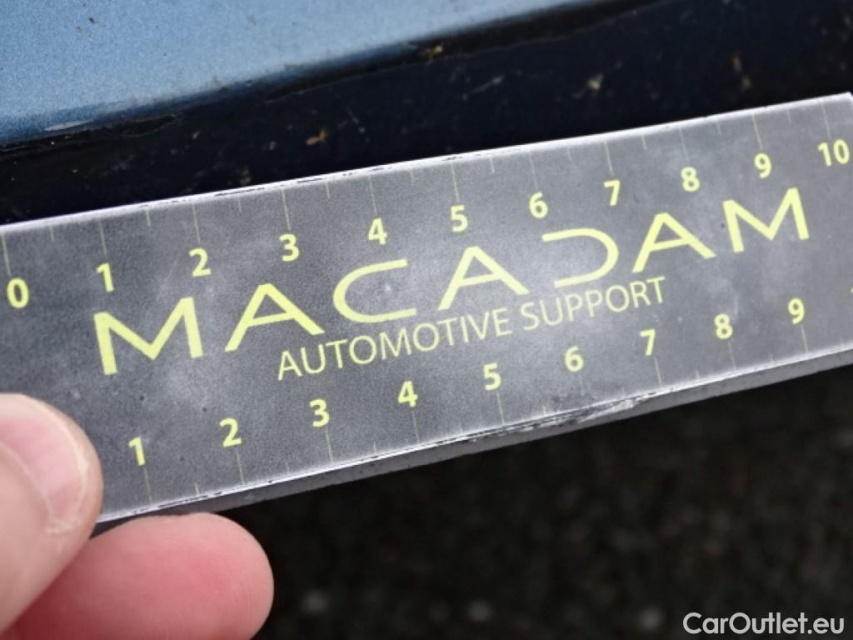 0 1 2 3 4 5 6 7 8 9 10
MACADAM
AUTOMOTIVE SUPPORT
1 2 3 4 5 6 7 8 9
CarOutlet.eu